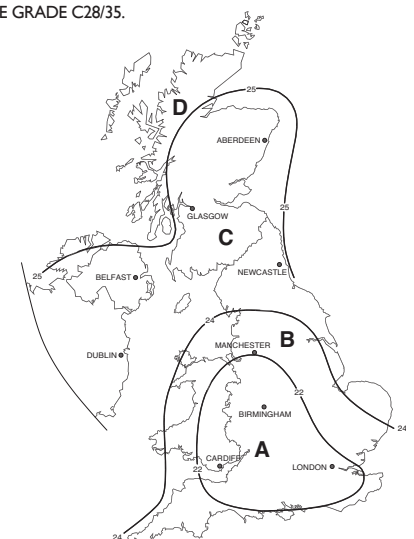 E GRADE C28/35.
25
D
ABERDEEN
25
GLASGOW
C
NEWCASTLE
25
BELFAST
24
B
MANCHESTER
DUBLIN
22
BIRMINGHAM
24
A
CARDIFF
22
LONDON
24